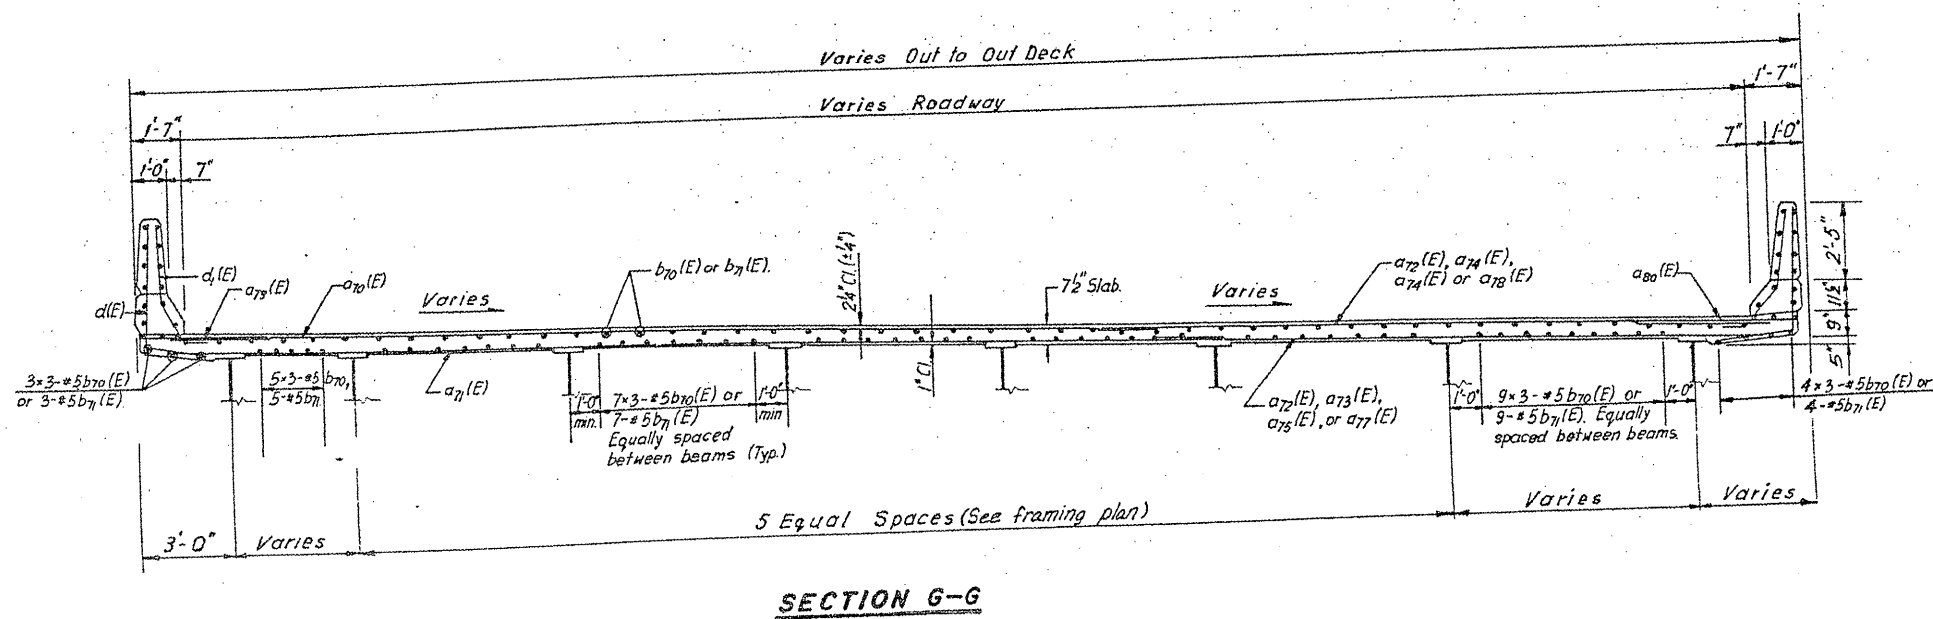 Varies Out to Out Deck
1'-7"
Varies Roadway
1'-7"
7"
1'-0"
1'-0"
7"
2'-5"
11½"
9"
5"
d1(E)
a79(E)
a70(E)
d(E)
Varies
b70(E) or b71(E).
2¼" Cl.(±¼")
7½" Slab.
Varies
a72(E), a74(E),
a74(E) or a78(E)
a80(E)
1" Cl.
3×3-#5b70(E)
or 3-#5b71(E)
5×3-#5 b70,
5-#5b71
a71(E)
1'-0"
min.
7×3-#5b70(E) or
7-#5b71(E)
Equally spaced
between beams (Typ.)
1'-0"
min
a72(E), a73(E),
a75(E), or a77(E)
1'-0"
9×3-#5b70(E) or
9-#5b71(E). Equally
spaced between beams.
1'-0"
4×3-#5b70(E) or
4-#5b71(E)
3'-0"
Varies
5 Equal Spaces (See framing plan)
Varies
Varies
SECTION G-G